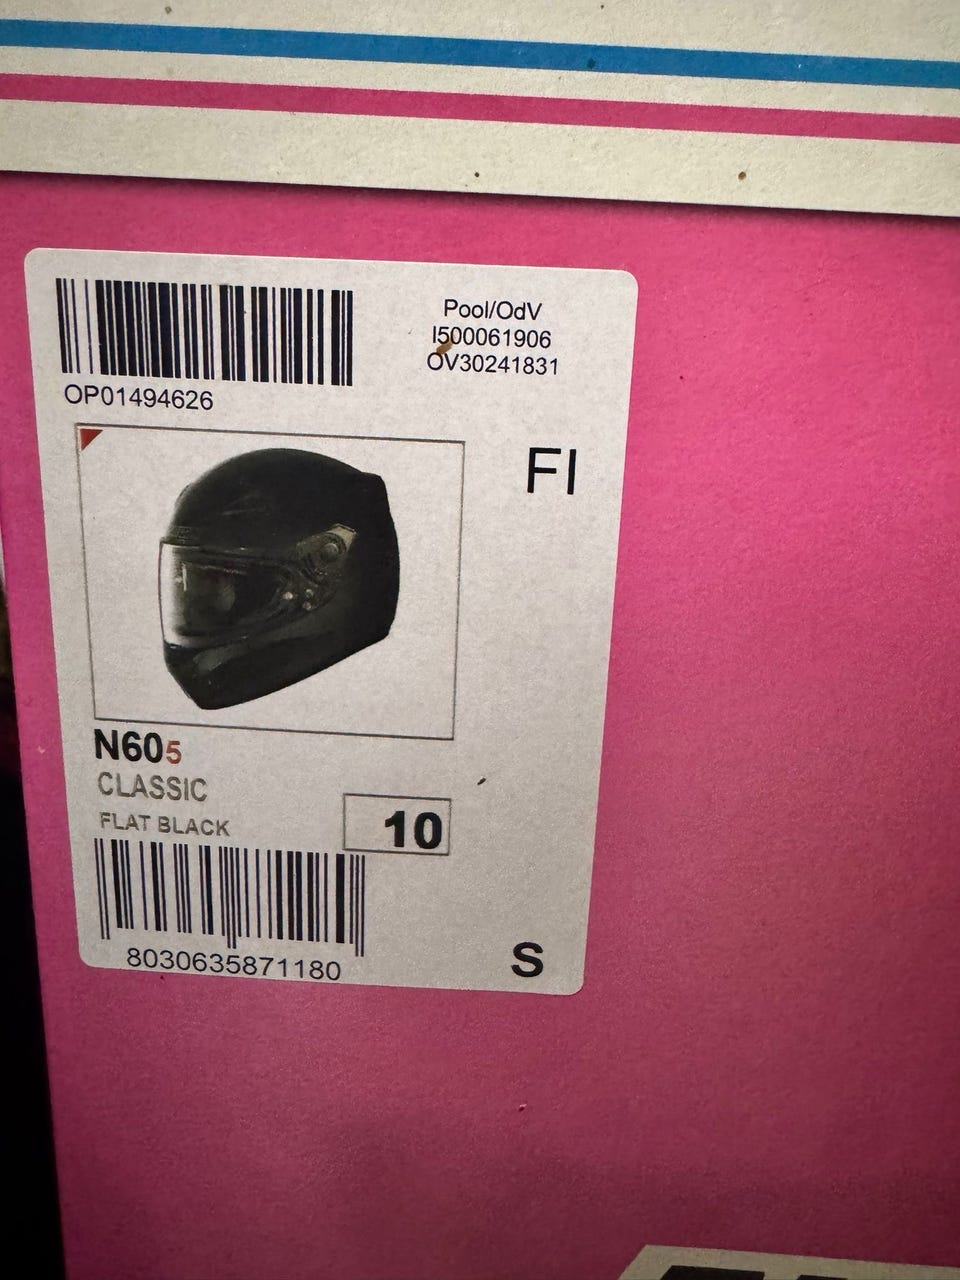 Pool/OdV
I500061906
OV30241831
OP01494626
FI
N605
CLASSIC
FLAT BLACK
10
8030635871180
S